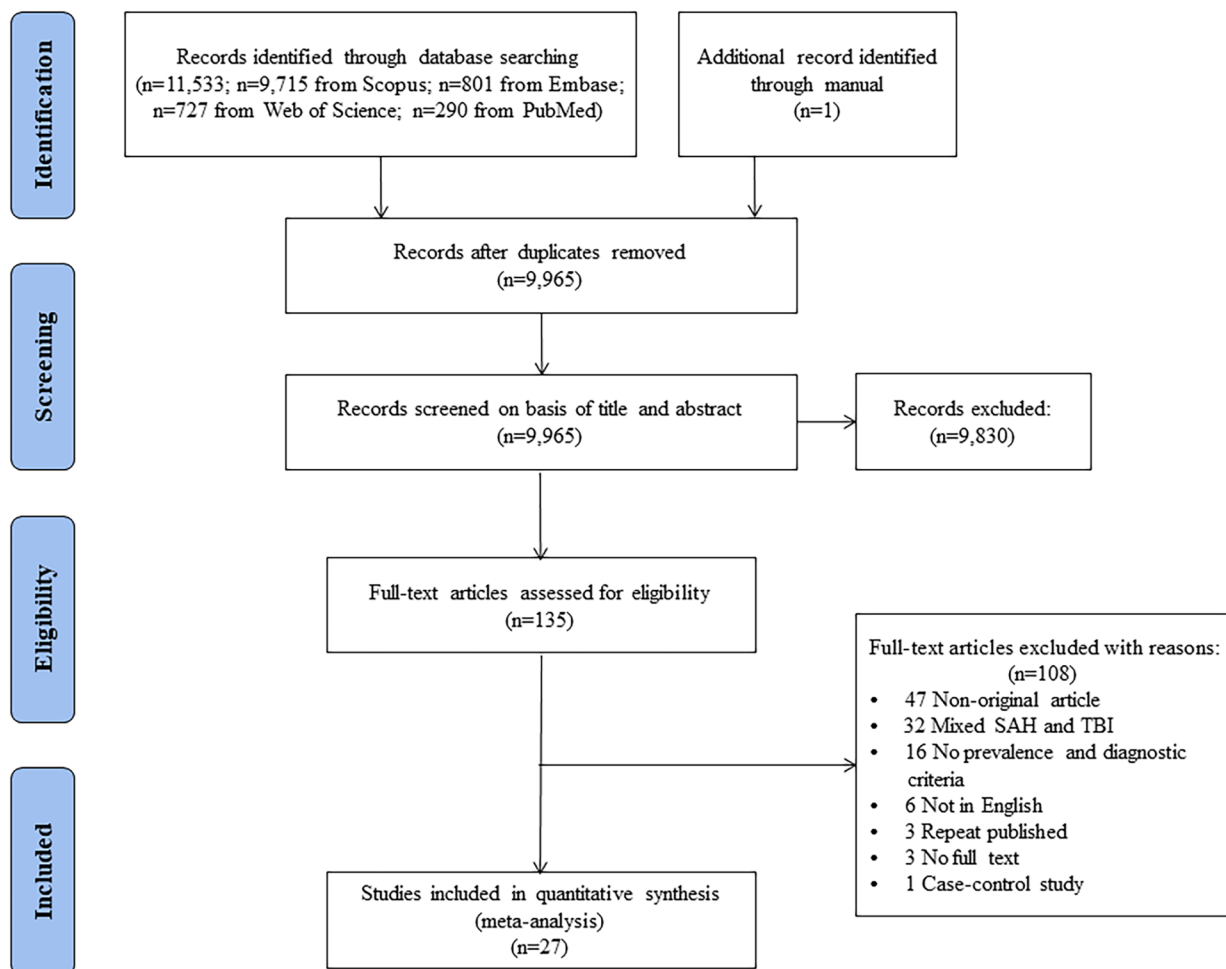 Identification
Records identified through database searching
(n=11,533; n=9,715 from Scopus; n=801 from Embase;
n=727 from Web of Science; n=290 from PubMed)
Additional record identified
through manual
(n=1)
Records after duplicates removed
(n=9,965)
Screening
Records screened on basis of title and abstract
(n=9,965)
Records excluded:
(n=9,830)
Eligibility
Full-text articles assessed for eligibility
(n=135)
Full-text articles excluded with reasons:
(n=108)
• 47 Non-original article
• 32 Mixed SAH and TBI
• 16 No prevalence and diagnostic
criteria
• 6 Not in English
• 3 Repeat published
• 3 No full text
• 1 Case-control study
Included
Studies included in quantitative synthesis
(meta-analysis)
(n=27)